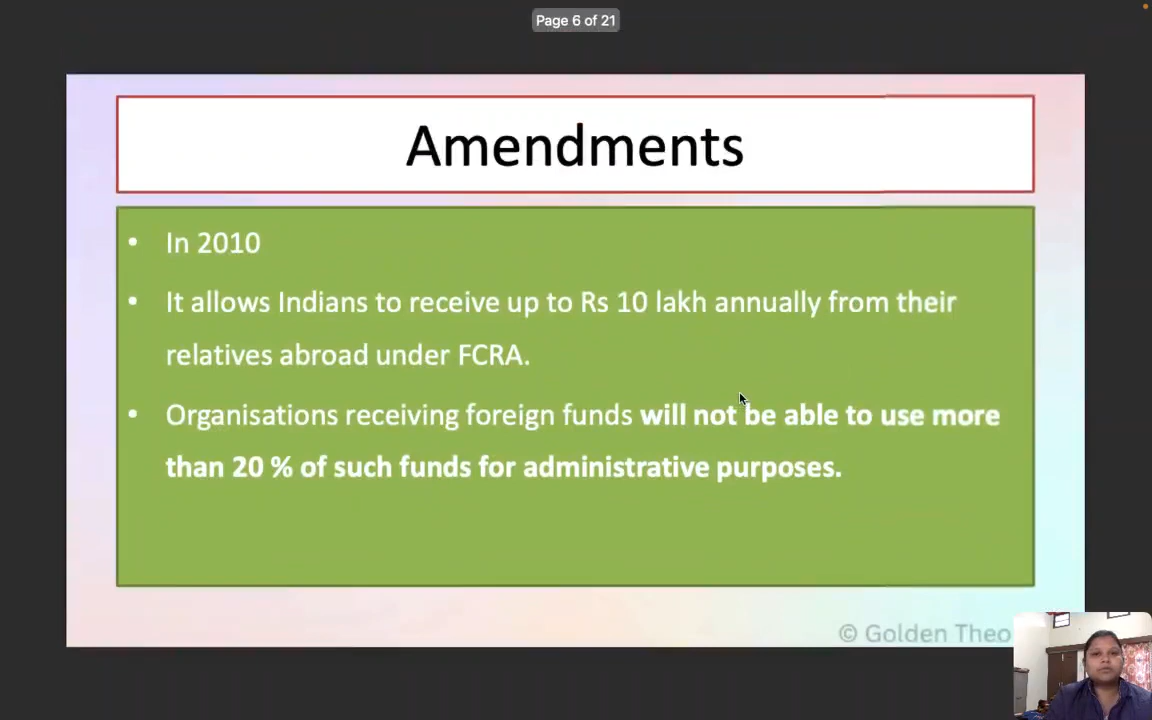 Page 6 of 21
Amendments
• In 2010
• It allows Indians to receive up to Rs 10 lakh annually from their
relatives abroad under FCRA.
• Organisations receiving foreign funds will not be able to use more
than 20 % of such funds for administrative purposes.
© Golden Theo